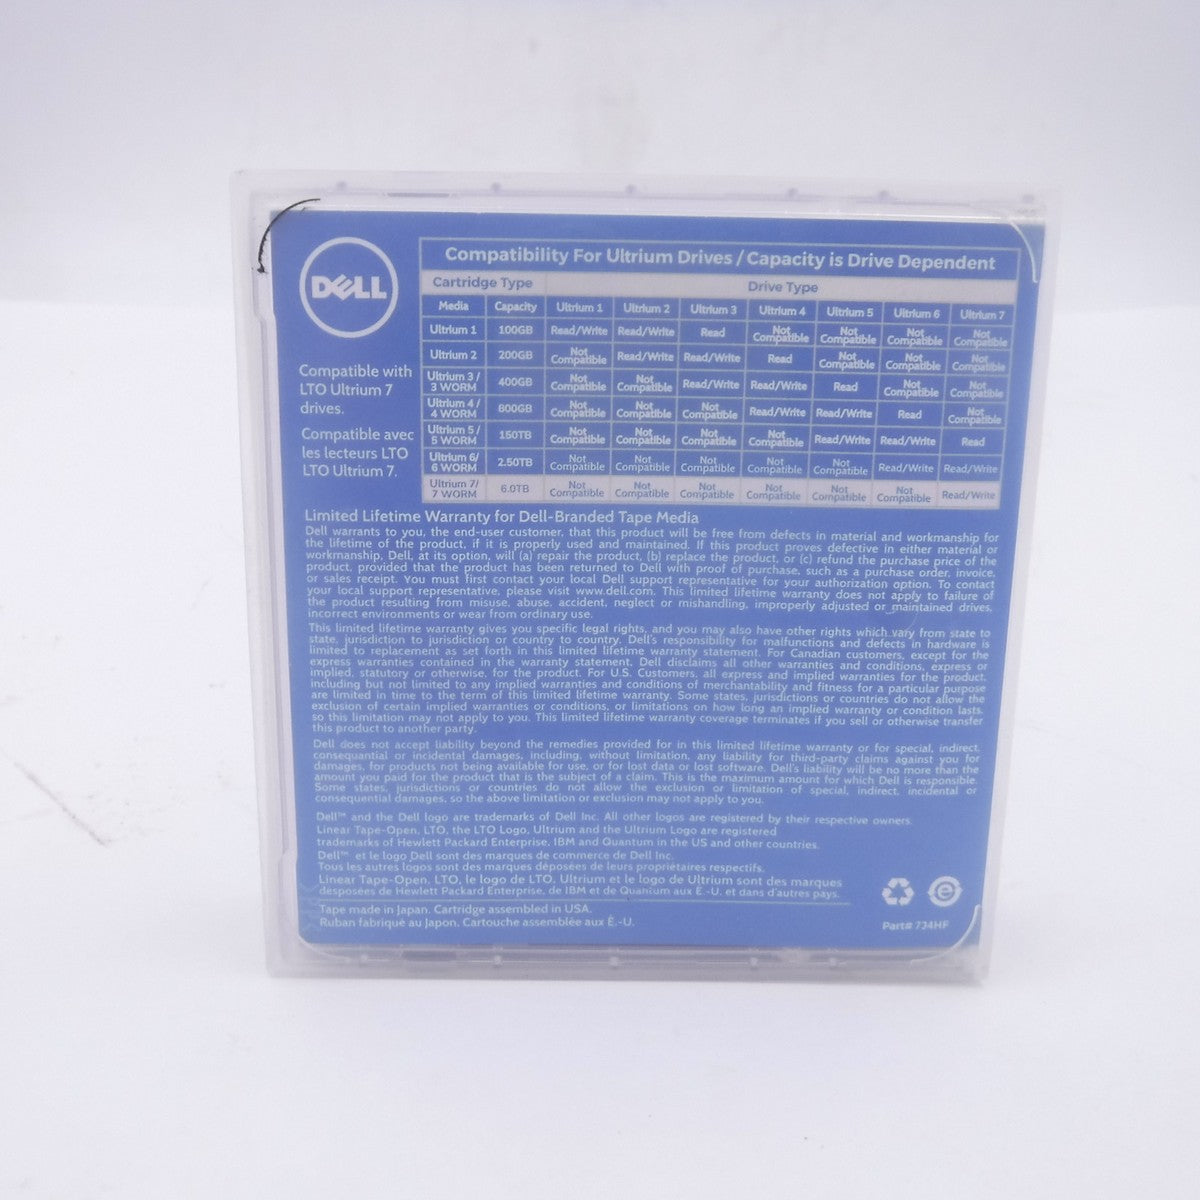 DELL
Compatible with
LTO Ultrium 7
drives.
Compatible avec
les lecteurs LTO
LTO Ultrium 7.
Compatibility For Ultrium Drives / Capacity is Drive Dependent
Cartridge Type Drive Type
Media Capacity Ultrium 1 Ultrium 2 Ultrium 3 Ultrium 4 Ultrium 5 Ultrium 6 Ultrium 7
Ultrium 1 100GB Read/Write Read/Write Read Not Compatible Not Compatible Not Compatible Not Compatible
Ultrium 2 200GB Not Compatible Read/Write Read/Write Read Not Compatible Not Compatible Not Compatible
Ultrium 3 / 3 WORM 400GB Not Compatible Not Compatible Read/Write Read/Write Read Not Compatible Not Compatible
Ultrium 4 / 4 WORM 800GB Not Compatible Not Compatible Not Compatible Read/Write Read/Write Read Not Compatible
Ultrium 5 / 5 WORM 150TB Not Compatible Not Compatible Not Compatible Not Compatible Read/Write Read/Write Read
Ultrium 6/ 6 WORM 2.50TB Not Compatible Not Compatible Not Compatible Not Compatible Not Compatible Read/Write Read/Write
Ultrium 7/ 7 WORM 6.0TB Not Compatible Not Compatible Not Compatible Not Compatible Not Compatible Not Compatible Read/Write
Limited Lifetime Warranty for Dell-Branded Tape Media
Dell warrants to you, the end-user customer, that this product will be free from defects in material and workmanship for
the lifetime of the product, if it is properly used and maintained. If this product proves defective in either material or
workmanship, Dell, at its option, will (a) repair the product, (b) replace the product, or (c) refund the purchase price of the
product, provided that the product has been returned to Dell with proof of purchase, such as a purchase order, invoice,
or sales receipt. You must first contact your local Dell support representative for your authorization option. To contact
your local support representative, please visit www.dell.com. This limited lifetime warranty does not apply to failure of
the product resulting from misuse, abuse, accident, neglect or mishandling, improperly adjusted or maintained drives,
incorrect environments or wear from ordinary use.
This limited lifetime warranty gives you specific legal rights, and you may also have other rights which vary from state to
state, jurisdiction to jurisdiction or country to country. Dell's responsibility for malfunctions and defects in hardware is
limited to replacement as set forth in this limited lifetime warranty statement. For Canadian customers, except for the
express warranties contained in the warranty statement, Dell disclaims all other warranties and conditions, express or
implied, statutory or otherwise, for the product. For U.S. Customers, all express and implied warranties for the product,
including but not limited to any implied warranties and conditions of merchantability and fitness for a particular purpose
are limited in time to the term of this limited lifetime warranty. Some states, jurisdictions or countries do not allow the
exclusion of certain implied warranties or conditions, or limitations on how long an implied warranty or condition lasts,
so this limitation may not apply to you. This limited lifetime warranty coverage terminates if you sell or otherwise transfer
this product to another party.
Dell does not accept liability beyond the remedies provided for in this limited lifetime warranty or for special, indirect,
consequential or incidental damages, including, without limitation, any liability for third-party claims against you for
damages, for products not being available for use, or for lost data or lost software. Dell's liability will be no more than the
amount you paid for the product that is the subject of a claim. This is the maximum amount for which Dell is responsible.
Some states, jurisdictions or countries do not allow the exclusion or limitation of special, indirect, incidental or
consequential damages, so the above limitation or exclusion may not apply to you.
Dell™ and the Dell logo are trademarks of Dell Inc. All other logos are registered by their respective owners.
Linear Tape-Open, LTO, the LTO Logo, Ultrium and the Ultrium Logo are registered
trademarks of Hewlett Packard Enterprise, IBM and Quantum in the US and other countries.
Dell™ et le logo Dell sont des marques de commerce de Dell Inc.
Tous les autres logos sont des marques déposées de leurs propriétaires respectifs.
Linear Tape-Open, LTO, le logo de LTO, Ultrium et le logo de Ultrium sont des marques
desposées de Hewlett Packard Enterprise, de IBM et de Quantum aux E.-U. et dans d'autres pays.
Tape made in Japan. Cartridge assembled in USA.
Ruban fabriqué au Japon. Cartouche assemblée aux É.-U.
Part# 734HF